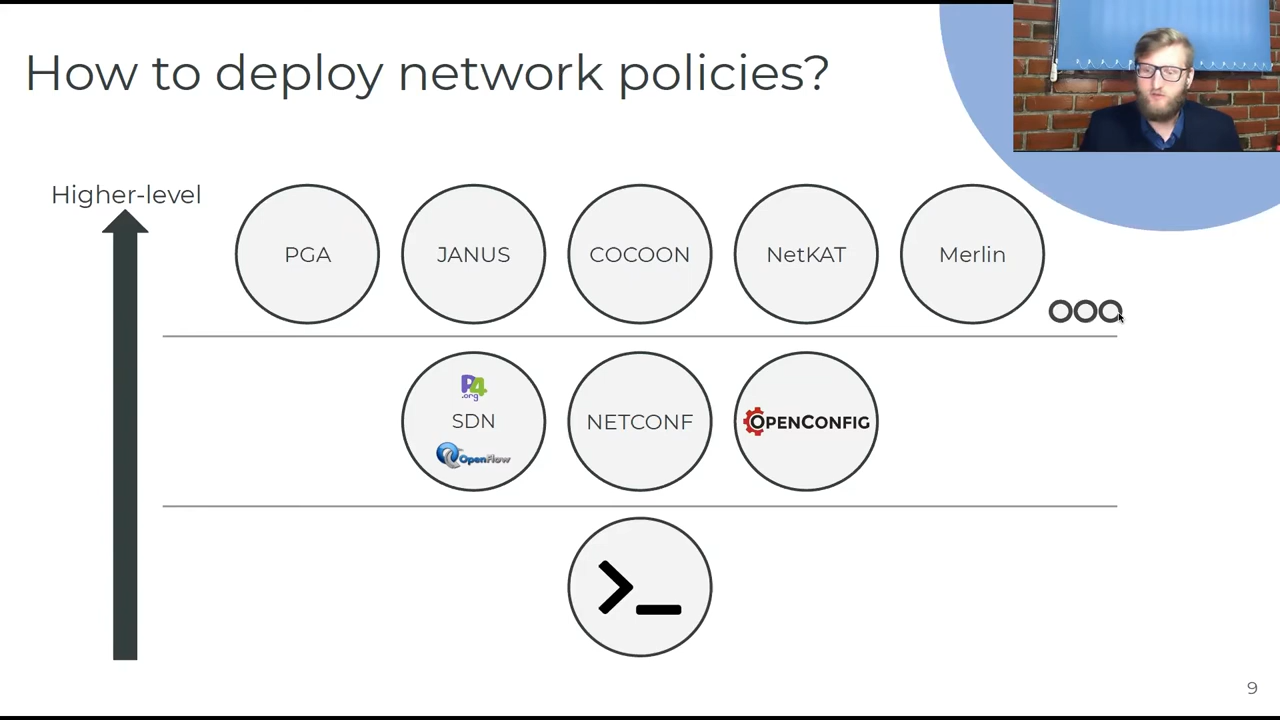 How to deploy network policies?
Higher-level
PGA
JANUS
COCOON
NetKAT
Merlin
P4
.org
SDN
OpenFlow
NETCONF
OPENCONFIG
>_
9